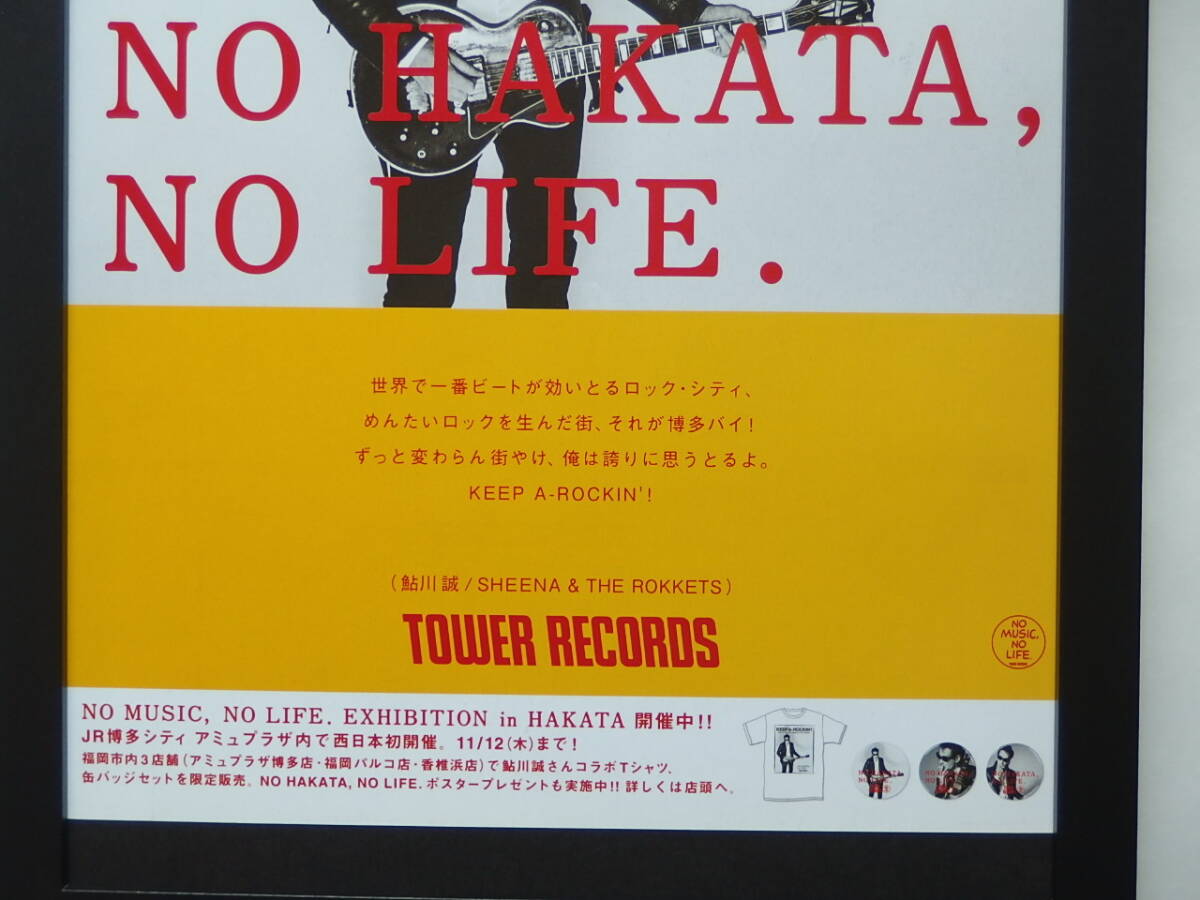 NO HAKATA,
NO LIFE.
世界で一番ビートが効いとるロック・シティ、
めんたいロックを生んだ街、それが博多バイ!
ずっと変わらん街やけ、俺は誇りに思うとるよ。
KEEP A-ROCKIN'!
(鮎川誠/SHEENA & THE ROKKETS)
TOWER RECORDS
NO
MUSIC,
NO
LIFE.
NO MUSIC, NO LIFE. EXHIBITION in HAKATA 開催中!!
JR博多シティ アミュプラザ内で西日本初開催。11/12(木)まで!
福岡市内3店舗(アミュプラザ博多店・福岡パルコ店・香椎浜店)で鮎川誠さんコラボTシャツ、
缶バッジセットを限定販売。NO HAKATA, NO LIFE.ポスタープレゼントも実施中!!詳しくは店頭へ。
KEEP A-ROCKIN'!